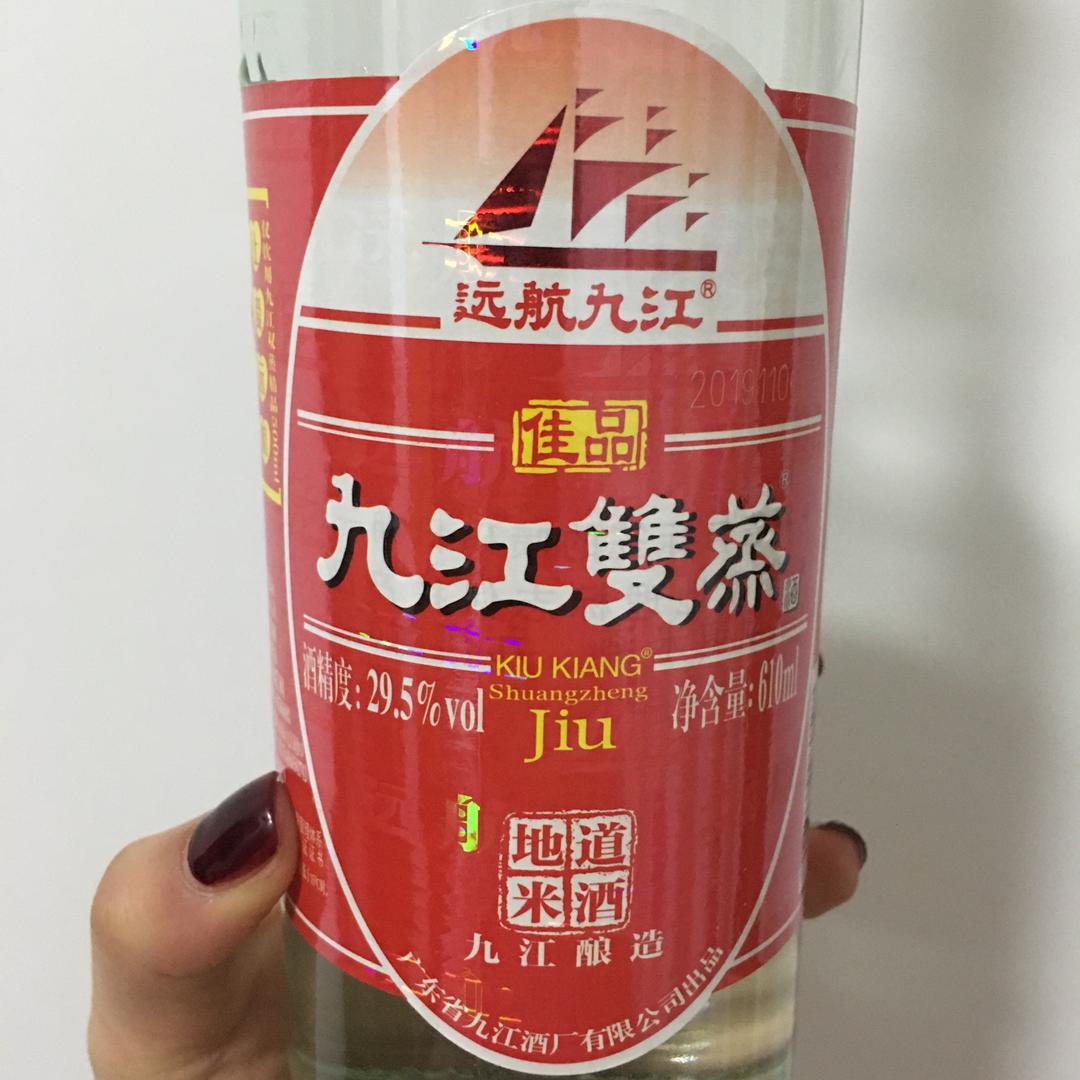 远航九江®
2019110
佳品
九江雙蒸®
酒
KIU KIANG®
Shuangzheng
Jiu
酒精度:29.5%vol
净含量:610ml
地道
米酒
九江酿造
广东省九江酒厂有限公司出品